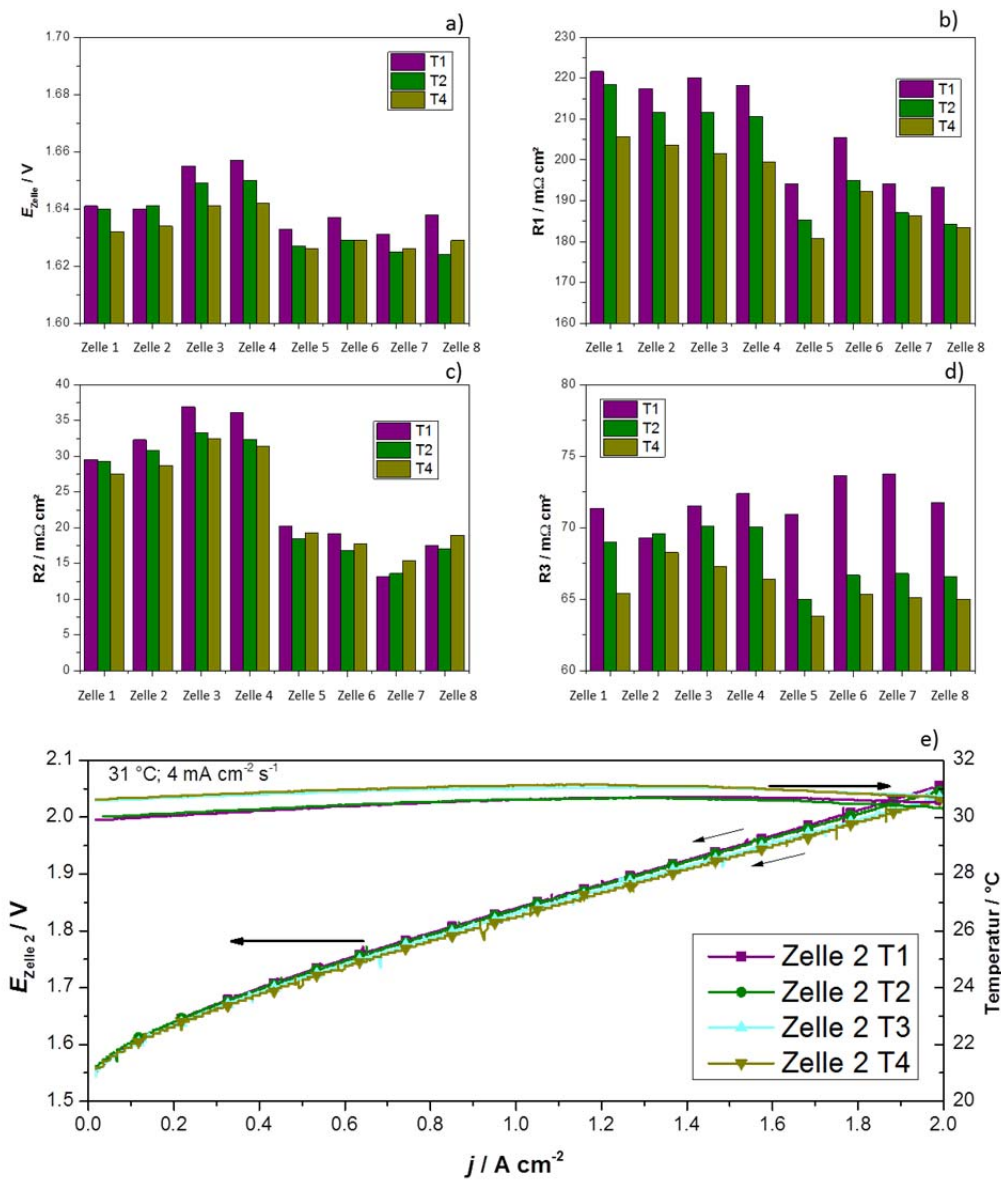 a)
1.70
1.68
1.66
1.64
1.62
1.60
E_Zelle / V
T1
T2
T4
Zelle 1 Zelle 2 Zelle 3 Zelle 4 Zelle 5 Zelle 6 Zelle 7 Zelle 8
b)
230
220
210
200
190
180
170
160
R1 / mΩ cm²
T1
T2
T4
Zelle 1 Zelle 2 Zelle 3 Zelle 4 Zelle 5 Zelle 6 Zelle 7 Zelle 8
c)
40
35
30
25
20
15
10
5
0
R2 / mΩ cm²
T1
T2
T4
Zelle 1 Zelle 2 Zelle 3 Zelle 4 Zelle 5 Zelle 6 Zelle 7 Zelle 8
d)
80
75
70
65
60
R3 / mΩ cm²
T1
T2
T4
Zelle 1 Zelle 2 Zelle 3 Zelle 4 Zelle 5 Zelle 6 Zelle 7 Zelle 8
e)
31 °C; 4 mA cm⁻² s⁻¹
2.1
2.0
1.9
1.8
1.7
1.6
1.5
E_Zelle 2 / V
32
30
28
26
24
22
20
Temperatur / °C
Zelle 2 T1
Zelle 2 T2
Zelle 2 T3
Zelle 2 T4
0.0 0.2 0.4 0.6 0.8 1.0 1.2 1.4 1.6 1.8 2.0
j / A cm⁻²